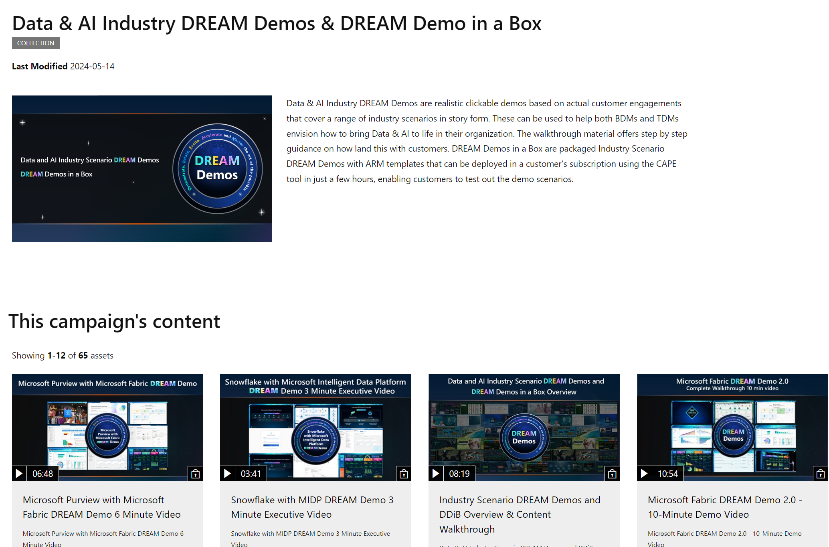 Data & AI Industry DREAM Demos & DREAM Demo in a Box
COLLECTION
Last Modified 2024-05-14
Data and AI Industry Scenario DREAM Demos
DREAM Demos in a Box
DREAM
Demos
Data & AI Industry DREAM Demos are realistic clickable demos based on actual customer engagements
that cover a range of industry scenarios in story form. These can be used to help both BDMs and TDMs
envision how to bring Data & AI to life in their organization. The walkthrough material offers step by step
guidance on how land this with customers. DREAM Demos in a Box are packaged Industry Scenario
DREAM Demos with ARM templates that can be deployed in a customer's subscription using the CAPE
tool in just a few hours, enabling customers to test out the demo scenarios.
This campaign's content
Showing 1-12 of 65 assets
Microsoft Purview with Microsoft Fabric DREAM Demo
06:48
Microsoft Purview with Microsoft
Fabric DREAM Demo 6 Minute Video
Microsoft Purview with Microsoft Fabric DREAM Demo 6
Minute Video
Snowflake with Microsoft Intelligent Data Platform
DREAM Demo 3 Minute Executive Video
03:41
Snowflake with MIDP DREAM Demo 3
Minute Executive Video
Snowflake with MIDP DREAM Demo 3 Minute Executive
Video
Data and AI Industry Scenario DREAM Demos and
DREAM Demos in a Box Overview
DREAM
Demos
08:19
Industry Scenario DREAM Demos and
DDiB Overview & Content
Walkthrough
Microsoft Fabric DREAM Demo 2.0
Complete Walkthrough 10 min video
DREAM
Demos
10:54
Microsoft Fabric DREAM Demo 2.0 -
10-Minute Demo Video
Microsoft Fabric DREAM Demo 2.0 - 10-Minute Demo
Video